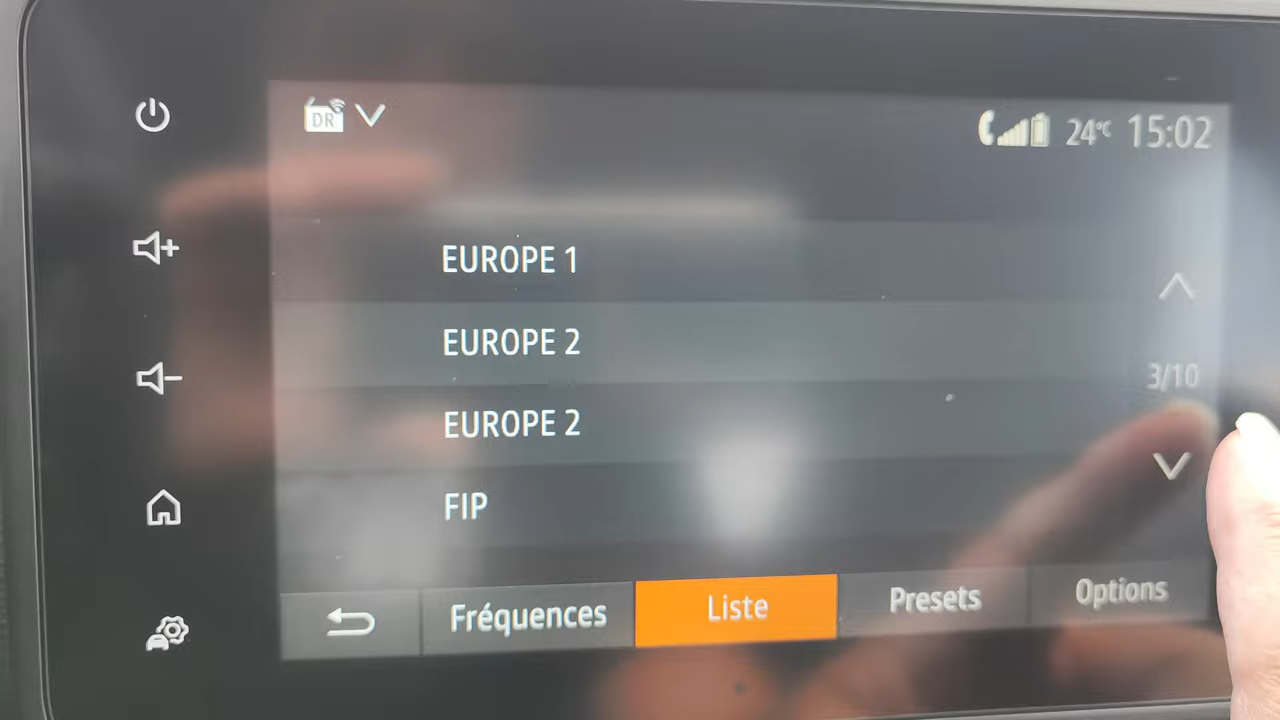 DR 24°C 15:02
EUROPE 1
EUROPE 2
3/10
EUROPE 2
FIP
Fréquences Liste Presets Options